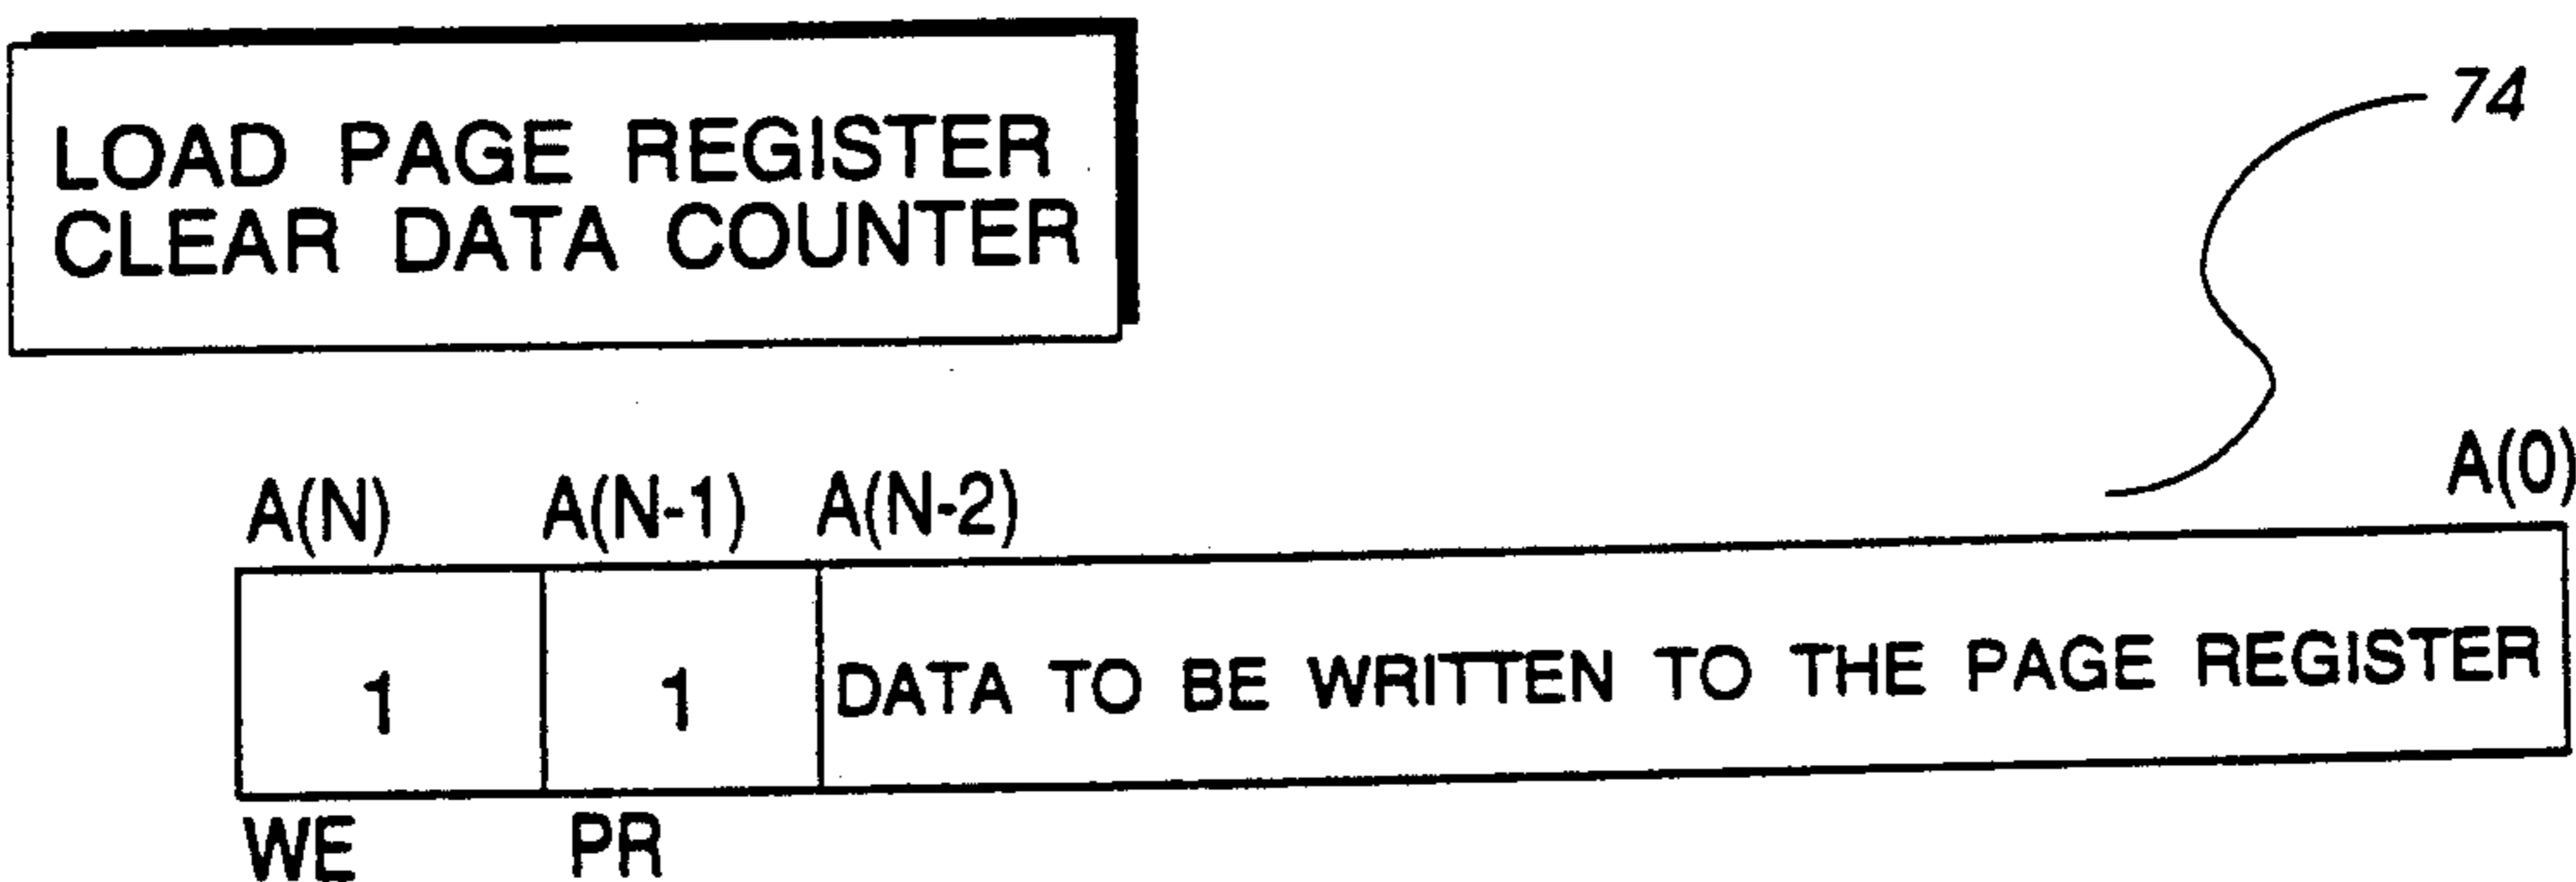 LOAD PAGE REGISTER
CLEAR DATA COUNTER
74
A(N) A(N-1) A(N-2) A(0)
1 1 DATA TO BE WRITTEN TO THE PAGE REGISTER
WE PR